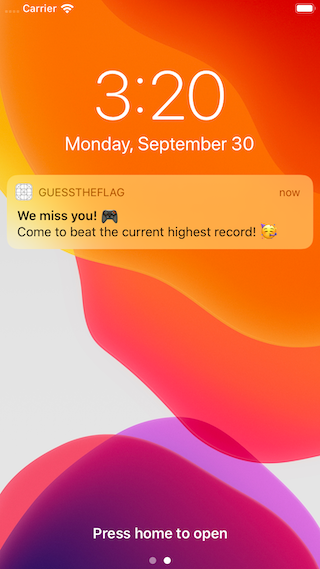 Carrier
3:20
Monday, September 30
GUESSTHEFLAG now
We miss you! 🎮
Come to beat the current highest record! 🥳
Press home to open